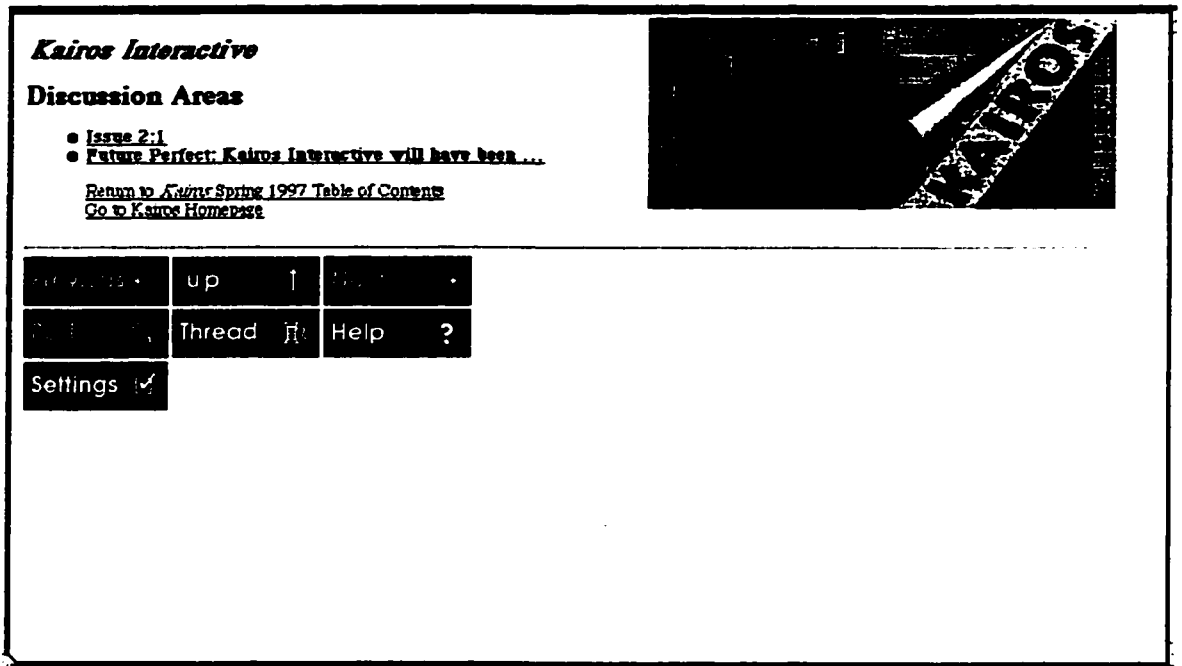 Kairos Interactive
Discussion Areas
Issue 2:1
Future Perfect: Kairos Interactive will have been ...
Return to Kairos Spring 1997 Table of Contents
Go to Kairos Homepage
KAIROS
up
Thread
Help ?
Settings